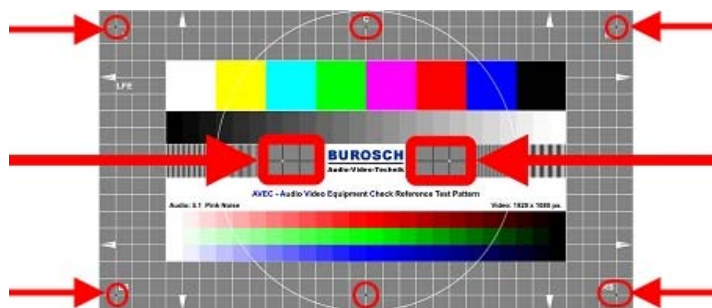 C
LFE
BUROSCH
Audio-Video-Technik
AVEC - Audio Video Equipment Check Reference Test Pattern
Audio: 5.1 Pink Noise
Video: 1920 x 1080 px.